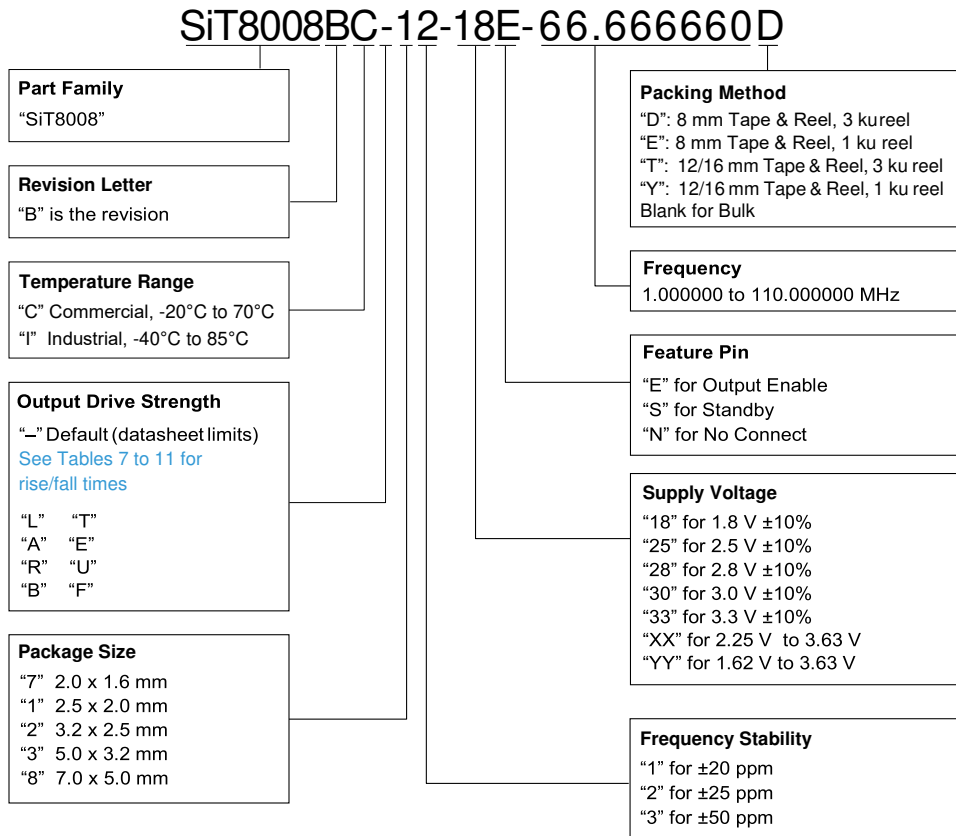 SiT8008BC-12-18E-66.666660D
Part Family
“SiT8008”
Revision Letter
“B” is the revision
Temperature Range
“C” Commercial, -20°C to 70°C
“I” Industrial, -40°C to 85°C
Output Drive Strength
“–” Default (datasheet limits)
See Tables 7 to 11 for
rise/fall times
“L” “T”
“A” “E”
“R” “U”
“B” “F”
Package Size
“7” 2.0 x 1.6 mm
“1” 2.5 x 2.0 mm
“2” 3.2 x 2.5 mm
“3” 5.0 x 3.2 mm
“8” 7.0 x 5.0 mm
Packing Method
“D”: 8 mm Tape & Reel, 3 ku reel
“E”: 8 mm Tape & Reel, 1 ku reel
“T”: 12/16 mm Tape & Reel, 3 ku reel
“Y”: 12/16 mm Tape & Reel, 1 ku reel
Blank for Bulk
Frequency
1.000000 to 110.000000 MHz
Feature Pin
“E” for Output Enable
“S” for Standby
“N” for No Connect
Supply Voltage
“18” for 1.8 V ±10%
“25” for 2.5 V ±10%
“28” for 2.8 V ±10%
“30” for 3.0 V ±10%
“33” for 3.3 V ±10%
“XX” for 2.25 V to 3.63 V
“YY” for 1.62 V to 3.63 V
Frequency Stability
“1” for ±20 ppm
“2” for ±25 ppm
“3” for ±50 ppm